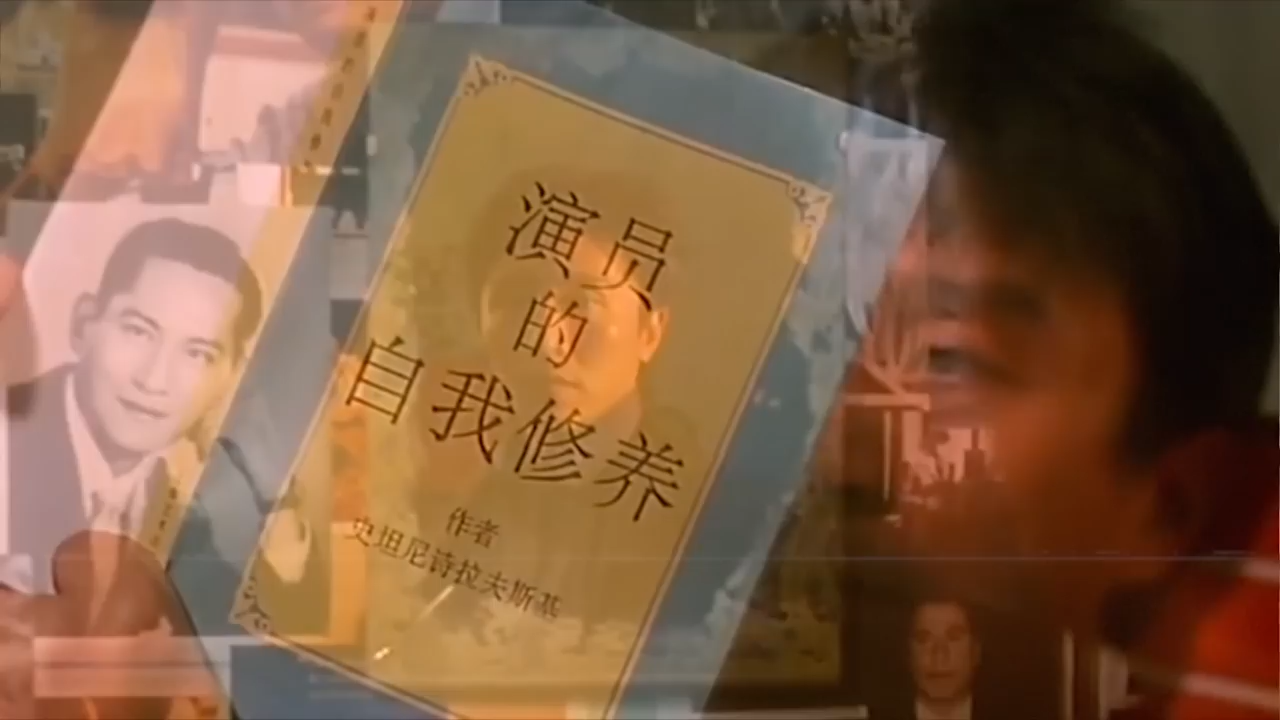 演员
的
自我修养
作者
史坦尼诗拉夫斯基